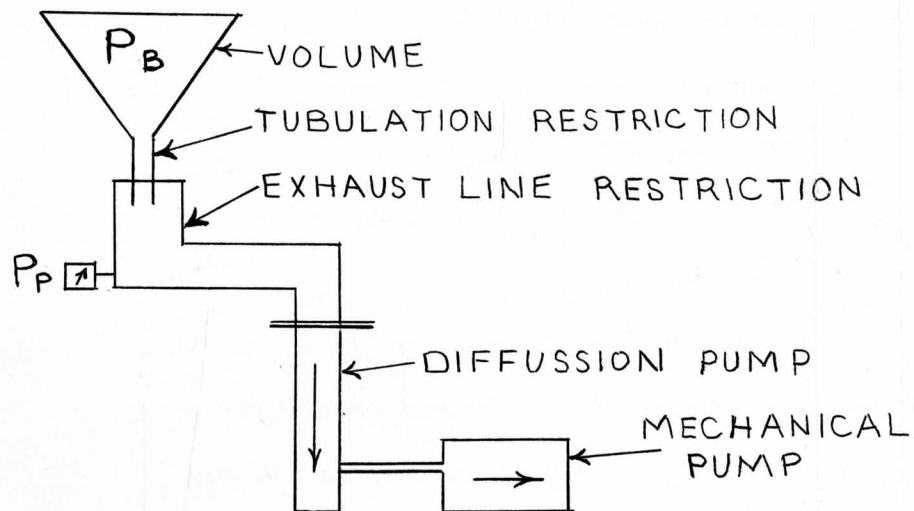 P_B
VOLUME
TUBULATION RESTRICTION
EXHAUST LINE RESTRICTION
P_P
DIFFUSSION PUMP
MECHANICAL
PUMP